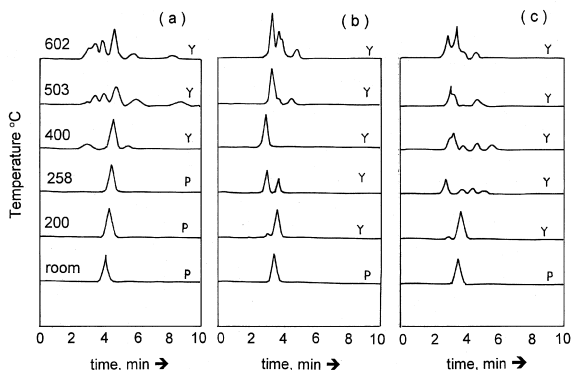 (a) (b) (c)
Temperature °C
602 Y Y Y
503 Y Y Y
400 Y Y Y
258 P Y Y
200 P Y Y
room P P P
0 2 4 6 8 10 0 2 4 6 8 10 0 2 4 6 8 10
time, min ➔ time, min ➔ time, min ➔